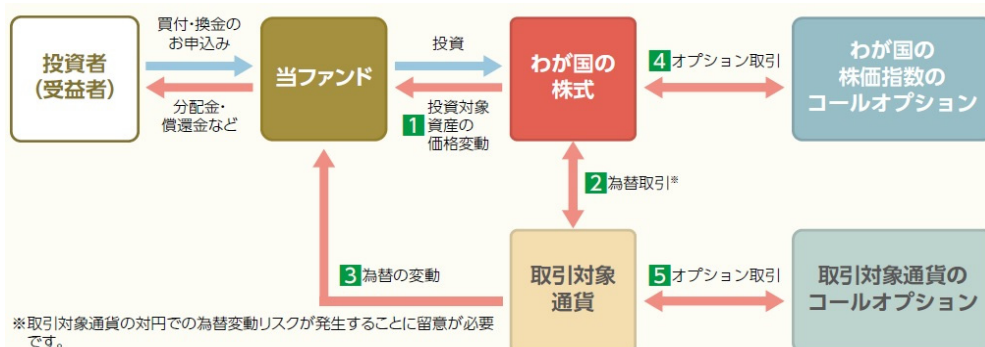 投資者
(受益者)
買付・換金の
お申込み
分配金・
償還金など
当ファンド
投資
1 投資対象
資産の
価格変動
わが国の
株式
4 オプション取引
わが国の
株価指数の
コールオプション
2 為替取引※
3 為替の変動
取引対象
通貨
5 オプション取引
取引対象通貨の
コールオプション
※取引対象通貨の対円での為替変動リスクが発生することに留意が必要
です。